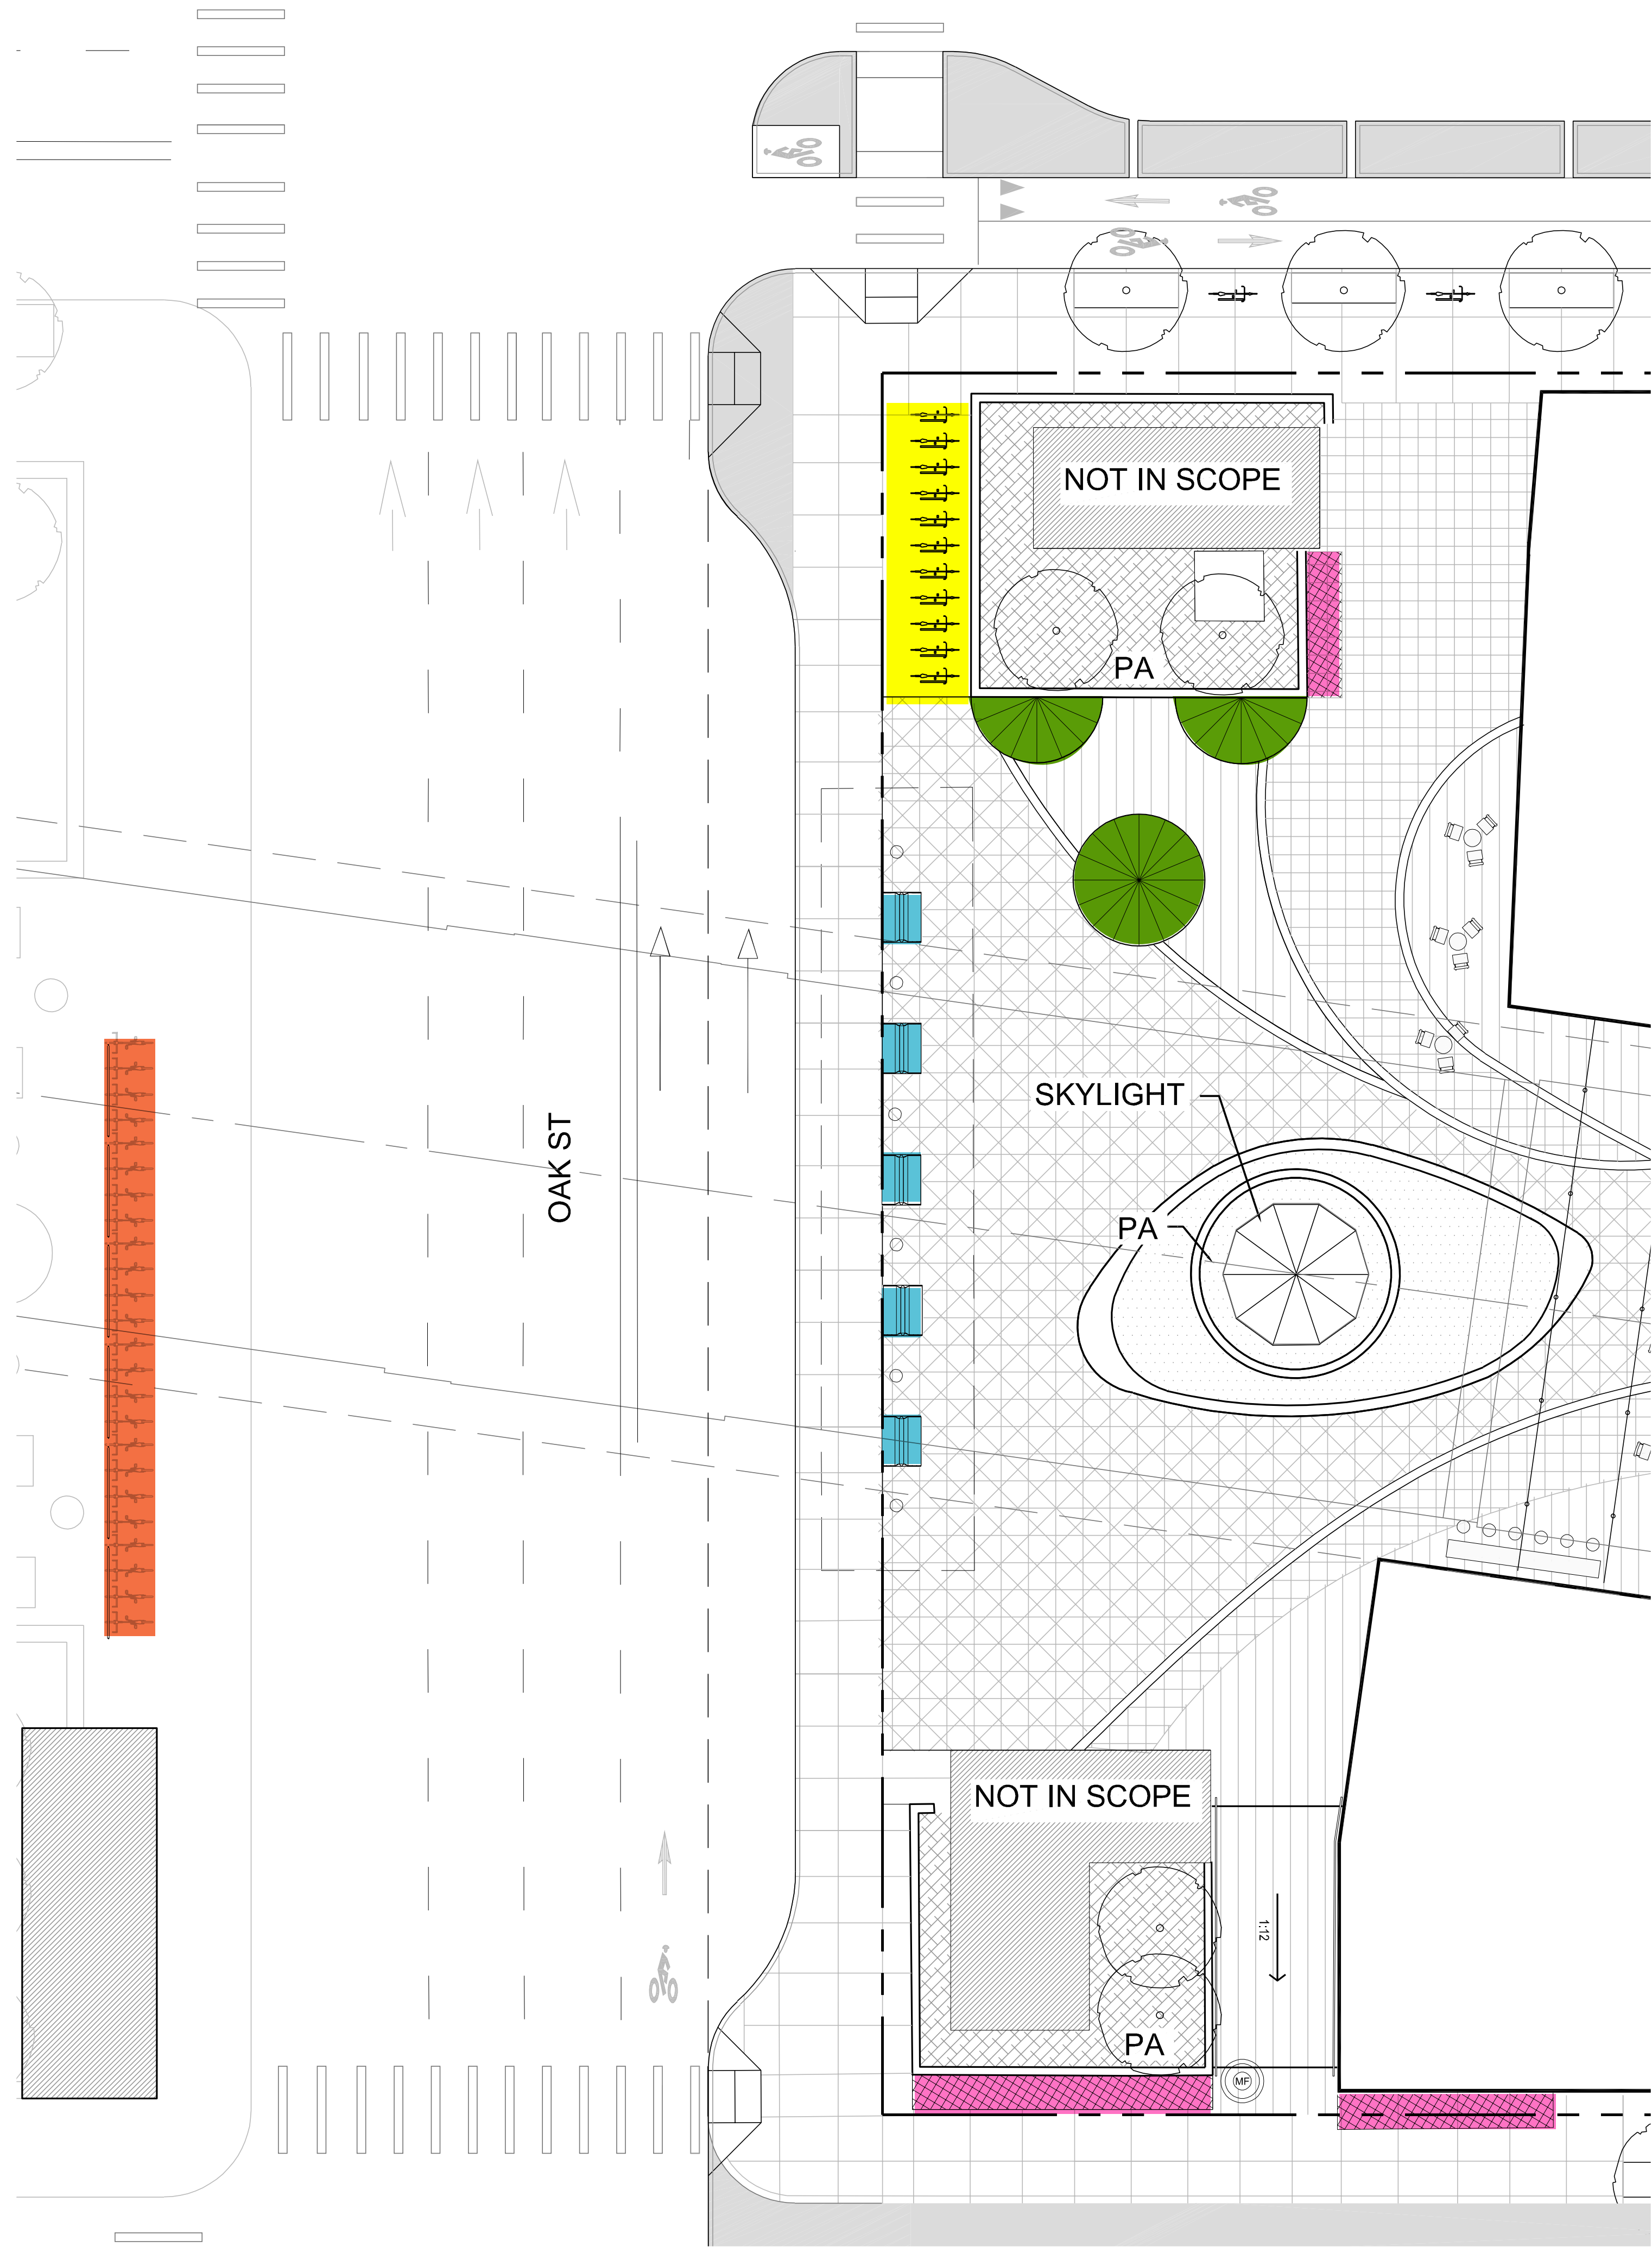 NOT IN SCOPE
PA
SKYLIGHT
OAK ST
PA
NOT IN SCOPE
1:12
PA
MF